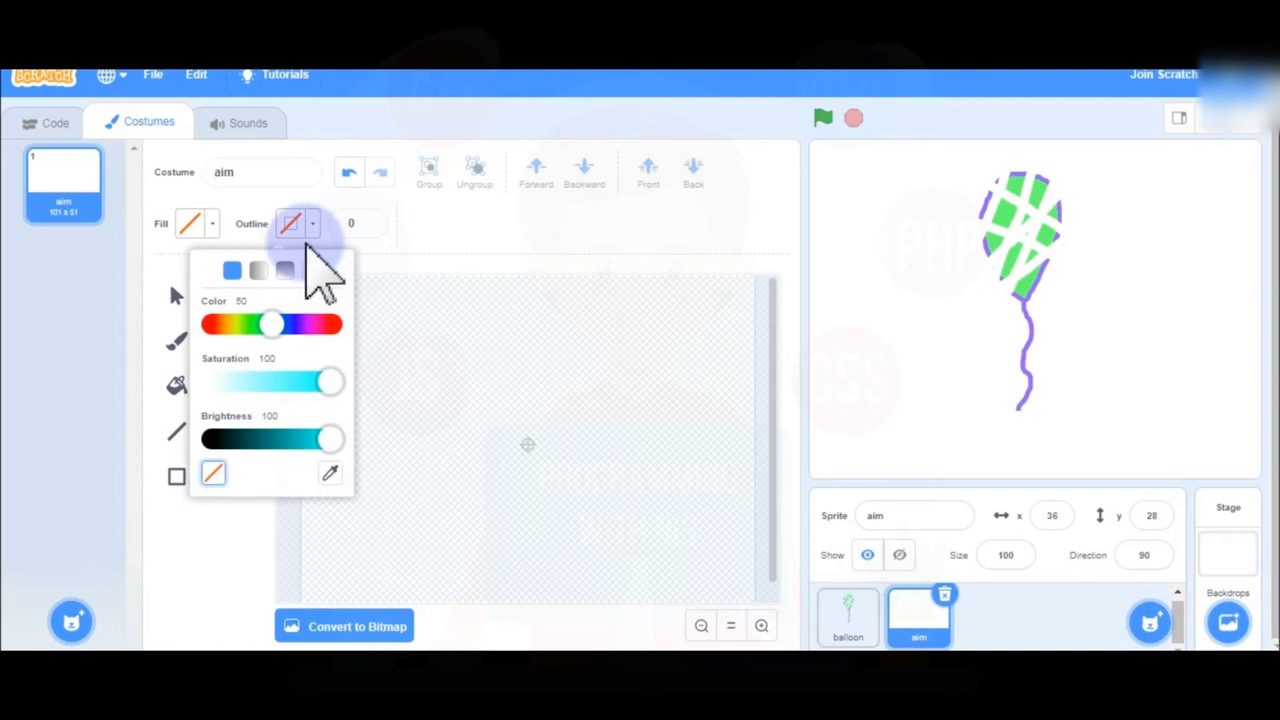 SCRATCH File Edit Tutorials Join Scratch
Code Costumes Sounds
Costume aim Group Ungroup Forward Backward Front Back
Fill Outline 0
1
aim
101 x 51
Color 50
Saturation 100
Brightness 100
PHP
CSS
Convert to Bitmap
Sprite aim x 36 y 28
Show Size 100 Direction 90
balloon
aim
Stage
Backdrops